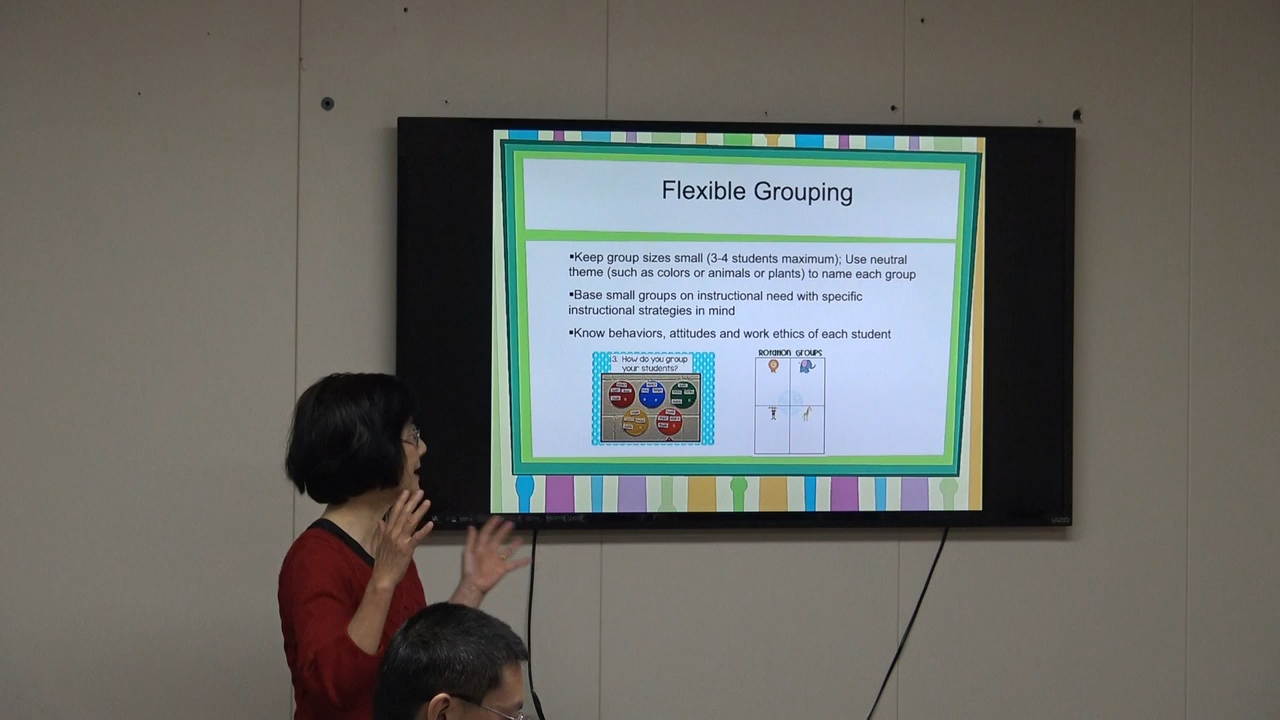 Flexible Grouping
▪Keep group sizes small (3-4 students maximum); Use neutral
theme (such as colors or animals or plants) to name each group
▪Base small groups on instructional need with specific
instructional strategies in mind
▪Know behaviors, attitudes and work ethics of each student
3. How do you group
your students?
Rotation Groups
VIZIO